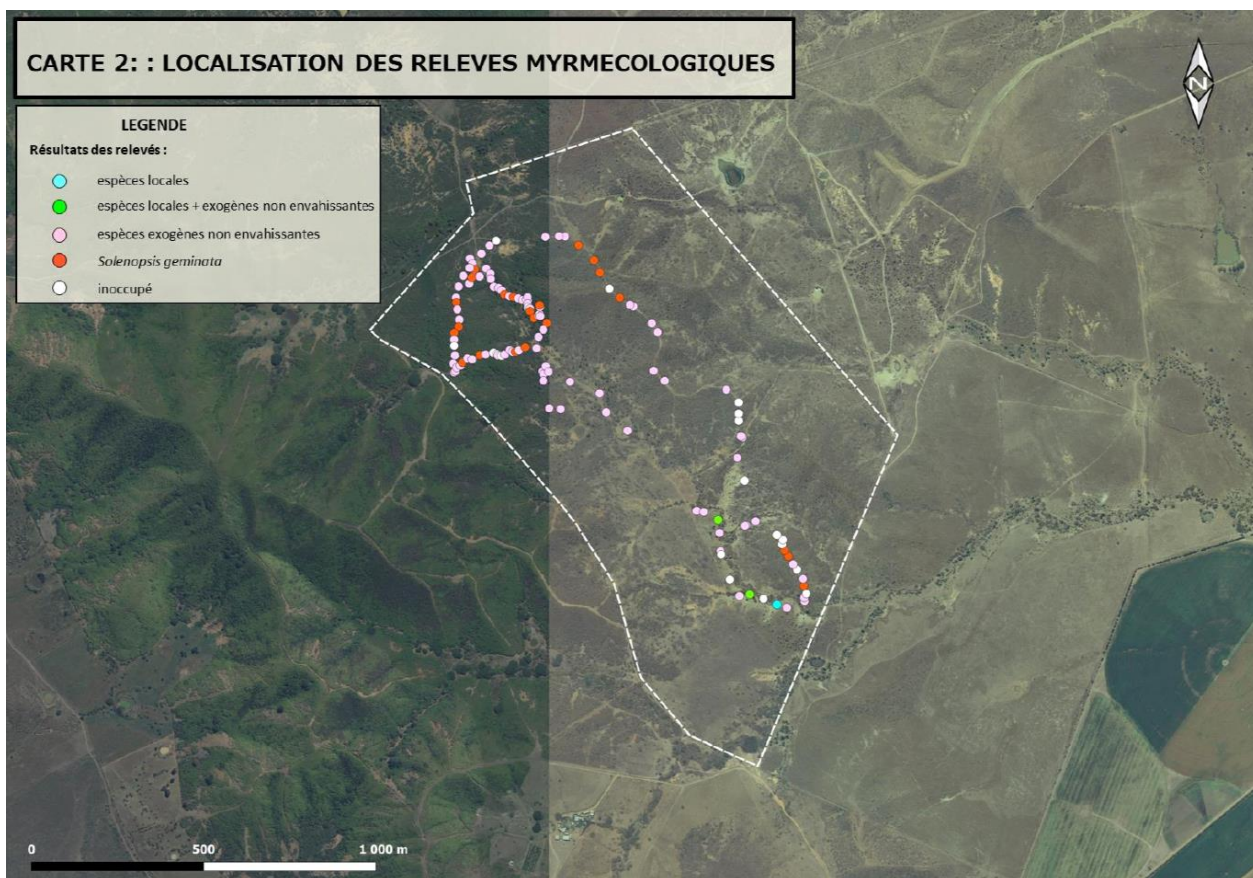 CARTE 2: : LOCALISATION DES RELEVES MYRMECOLOGIQUES
LEGENDE
Résultats des relevés :
espèces locales
espèces locales + exogènes non envahissantes
espèces exogènes non envahissantes
Solenopsis geminata
inoccupé
N
0 500 1 000 m